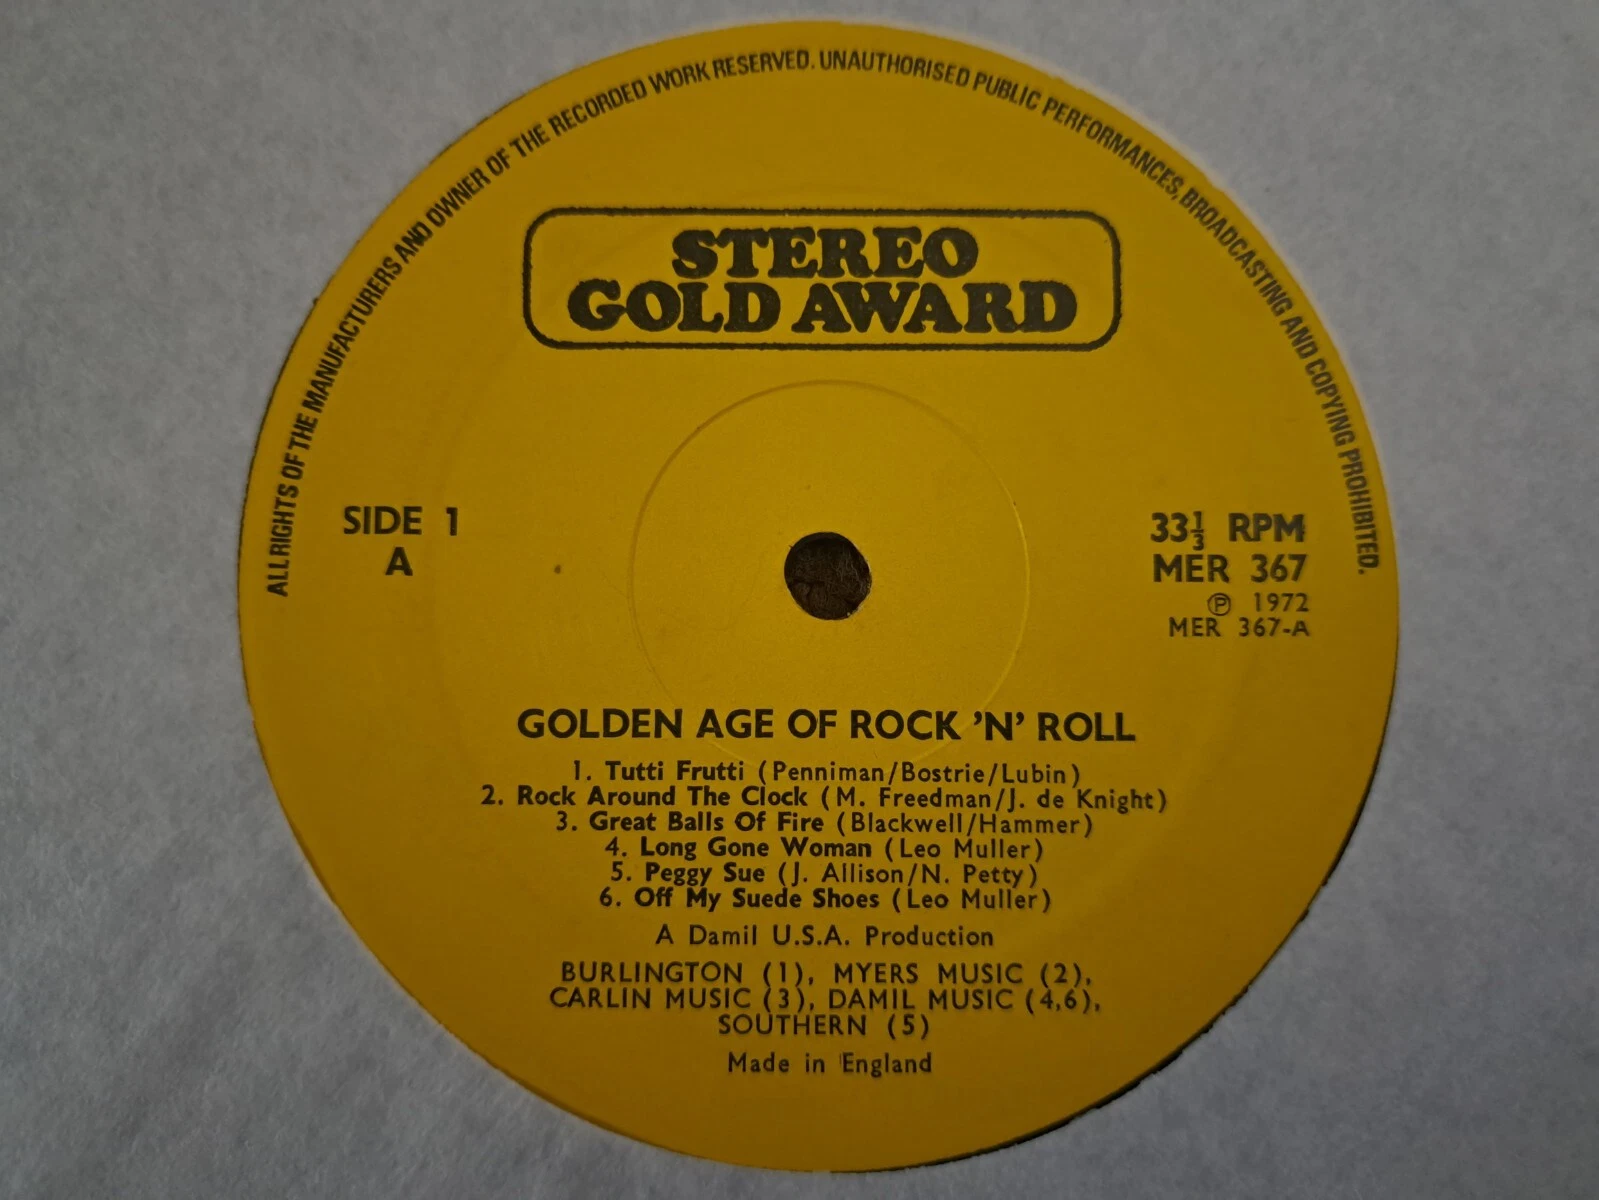 ALL RIGHTS OF THE MANUFACTURERS AND OWNER OF THE RECORDED WORK RESERVED. UNAUTHORISED PUBLIC PERFORMANCES, BROADCASTING AND COPYING PROHIBITED.
STEREO
GOLD AWARD
SIDE 1
A
33⅓ RPM
MER 367
℗ 1972
MER 367-A
GOLDEN AGE OF ROCK 'N' ROLL
1. Tutti Frutti (Penniman/Bostrie/Lubin)
2. Rock Around The Clock (M. Freedman/J. de Knight)
3. Great Balls Of Fire (Blackwell/Hammer)
4. Long Gone Woman (Leo Muller)
5. Peggy Sue (J. Allison/N. Petty)
6. Off My Suede Shoes (Leo Muller)
A Damil U.S.A. Production
BURLINGTON (1), MYERS MUSIC (2),
CARLIN MUSIC (3), DAMIL MUSIC (4,6),
SOUTHERN (5)
Made in England